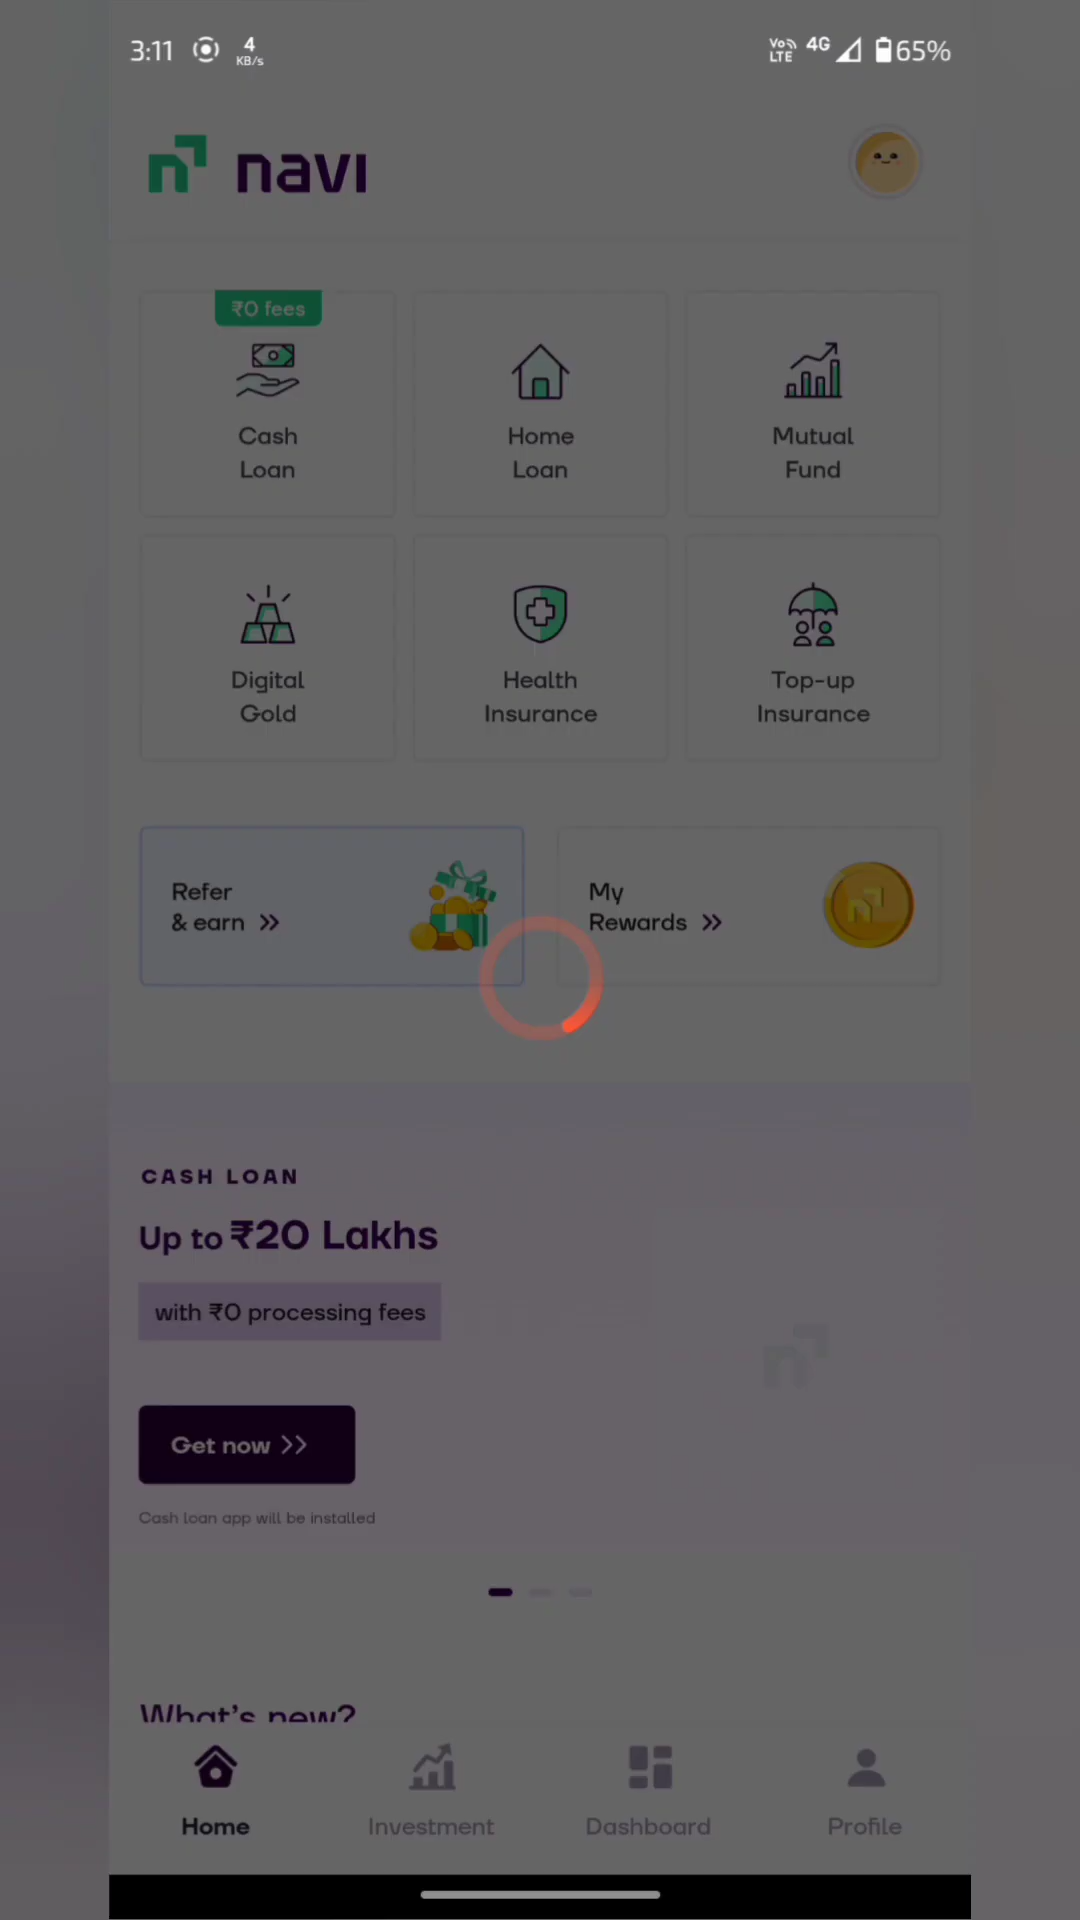 3:11 4 KB/s VoLTE 4G 65%
navi
₹0 fees
Cash
Loan
Home
Loan
Mutual
Fund
Digital
Gold
Health
Insurance
Top-up
Insurance
Refer
& earn >>
My
Rewards >>
CASH LOAN
Up to ₹20 Lakhs
with ₹0 processing fees
Get now >>
Cash loan app will be installed
What's new?
Home Investment Dashboard Profile